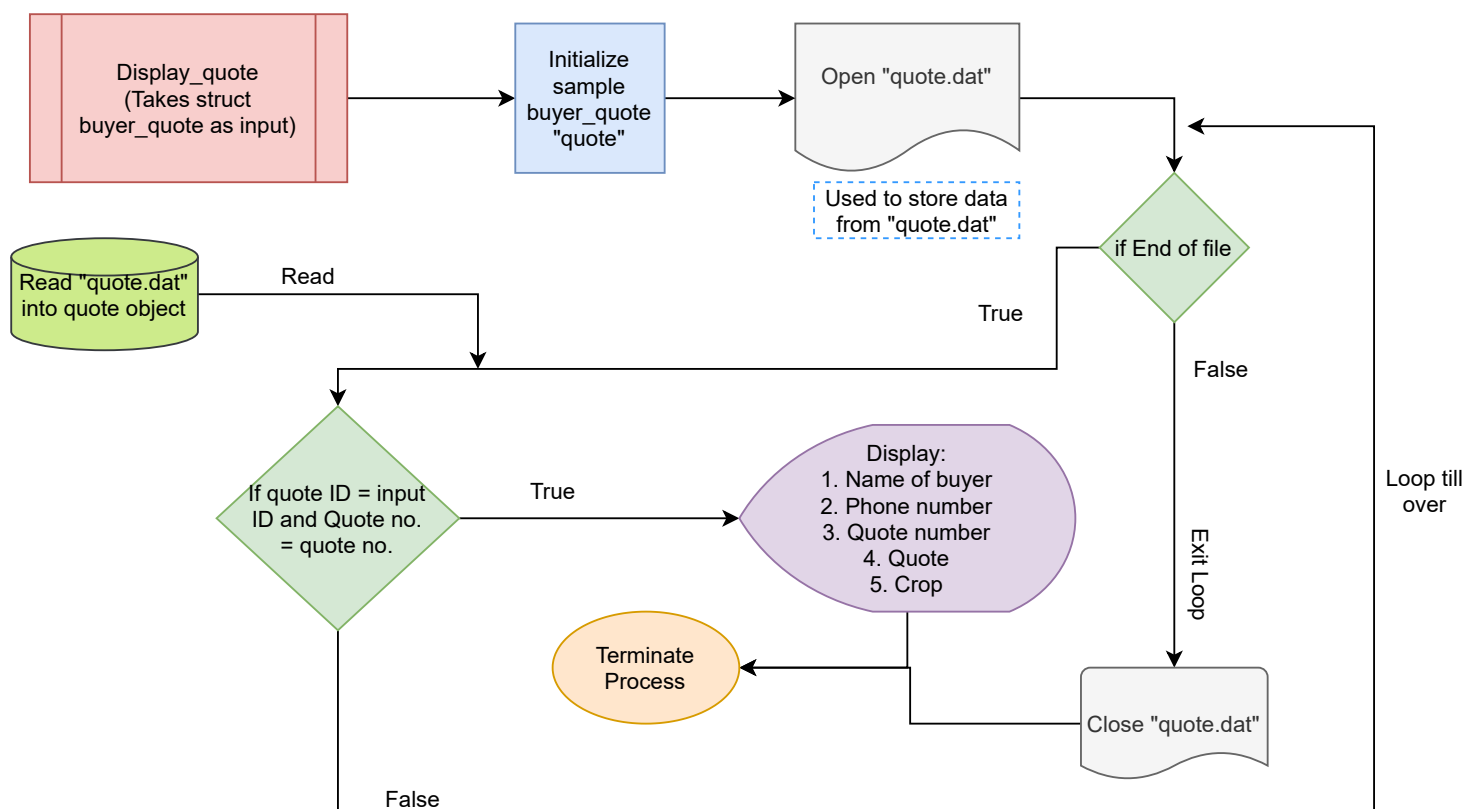 Display_quote
(Takes struct
buyer_quote as input)
Initialize
sample
buyer_quote
"quote"
Open "quote.dat"
Used to store data
from "quote.dat"
if End of file
Read "quote.dat"
into quote object
Read
True
False
If quote ID = input
ID and Quote no.
= quote no.
True
Display:
1. Name of buyer
2. Phone number
3. Quote number
4. Quote
5. Crop
Loop till
over
Exit Loop
Terminate
Process
Close "quote.dat"
False